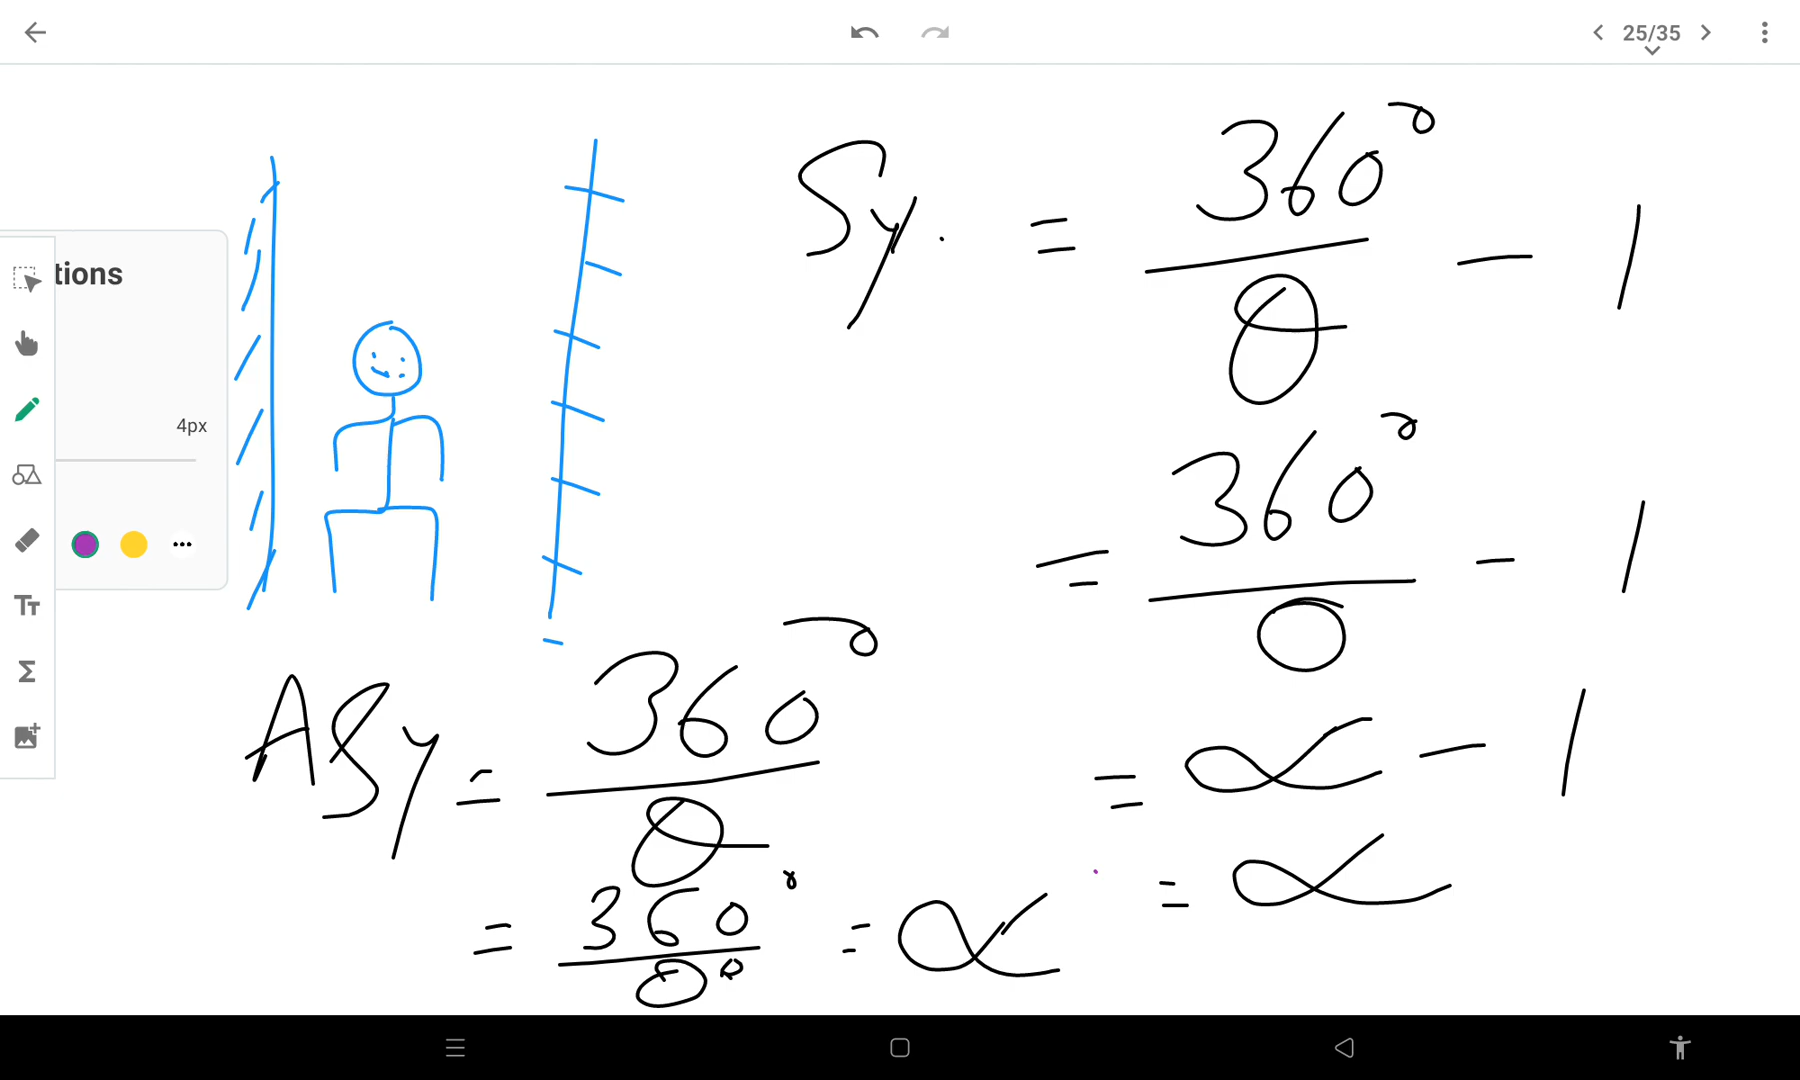 25/35
tions
4px
Sy. = 360° / θ - 1
= 360° / 0 - 1
= ∝ - 1
= ∝
ASy = 360° / θ
= 360° / 0° = ∝